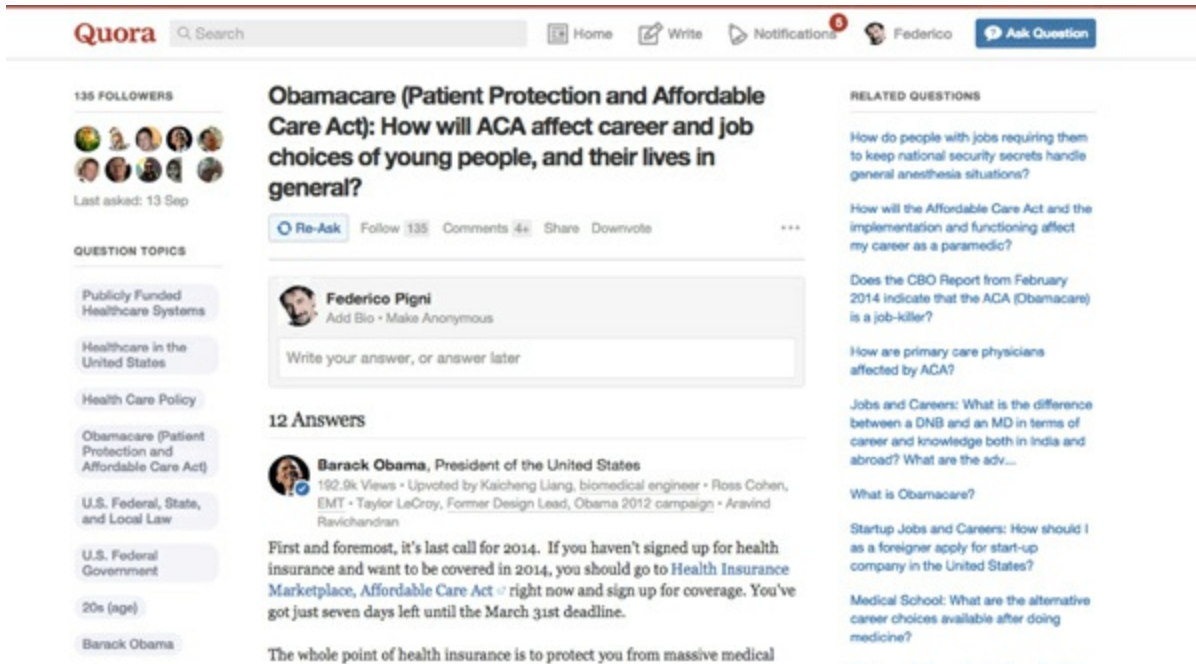 Quora
Search
Home
Write
Notifications
Federico
Ask Question
135 FOLLOWERS
Last asked: 13 Sep
QUESTION TOPICS
Publicly Funded
Healthcare Systems
Healthcare in the
United States
Health Care Policy
Obamacare (Patient
Protection and
Affordable Care Act)
U.S. Federal, State,
and Local Law
U.S. Federal
Government
20s (age)
Barack Obama
Obamacare (Patient Protection and Affordable
Care Act): How will ACA affect career and job
choices of young people, and their lives in
general?
Re-Ask Follow 135 Comments 4+ Share Downvote
Federico Pigni
Add Bio • Make Anonymous
Write your answer, or answer later
12 Answers
Barack Obama, President of the United States
192.9k Views • Upvoted by Kaicheng Liang, biomedical engineer • Ross Cohen,
EMT • Taylor LeCroy, Former Design Lead, Obama 2012 campaign • Aravind
Ravichandran
First and foremost, it's last call for 2014. If you haven't signed up for health
insurance and want to be covered in 2014, you should go to Health Insurance
Marketplace, Affordable Care Act right now and sign up for coverage. You've
got just seven days left until the March 31st deadline.
The whole point of health insurance is to protect you from massive medical
RELATED QUESTIONS
How do people with jobs requiring them
to keep national security secrets handle
general anesthesia situations?
How will the Affordable Care Act and the
implementation and functioning affect
my career as a paramedic?
Does the CBO Report from February
2014 indicate that the ACA (Obamacare)
is a job-killer?
How are primary care physicians
affected by ACA?
Jobs and Careers: What is the difference
between a DNB and an MD in terms of
career and knowledge both in India and
abroad? What are the adv...
What is Obamacare?
Startup Jobs and Careers: How should I
as a foreigner apply for start-up
company in the United States?
Medical School: What are the alternative
career choices available after doing
medicine?